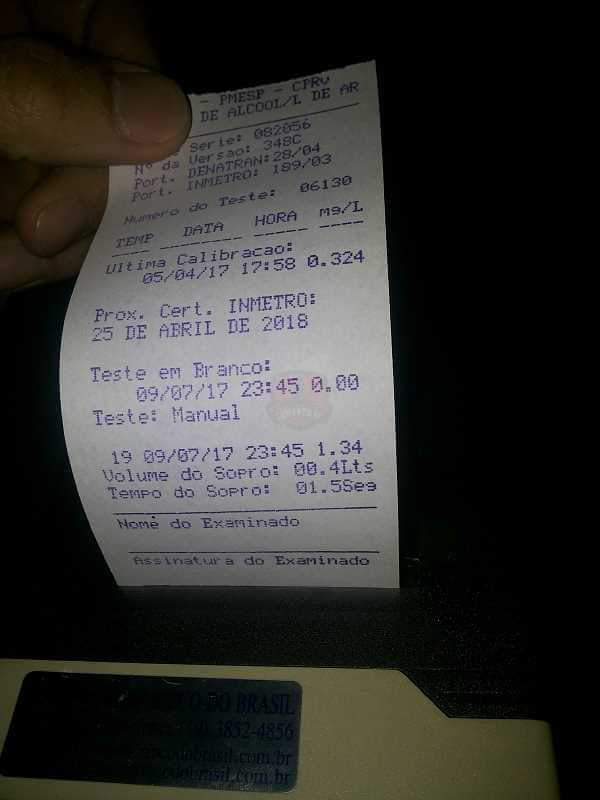 - PMESP - CPRv
DE ALCOOL/L DE AR
Serie: 082056
Nº da Versao: 348C
Port. DENATRAN:28/04
Port. INMETRO: 189/03
Numero do Teste: 06130
TEMP DATA HORA mg/L
Ultima Calibracao:
05/04/17 17:58 0.324
Prox. Cert. INMETRO:
25 DE ABRIL DE 2018
Teste em Branco:
09/07/17 23:45 0.00
Teste: Manual
19 09/07/17 23:45 1.34
Volume do Sopro: 00.4Lts
Tempo do Sopro: 01.5Seg
Nome do Examinado
Assinatura do Examinado
DO BRASIL
3852-4856